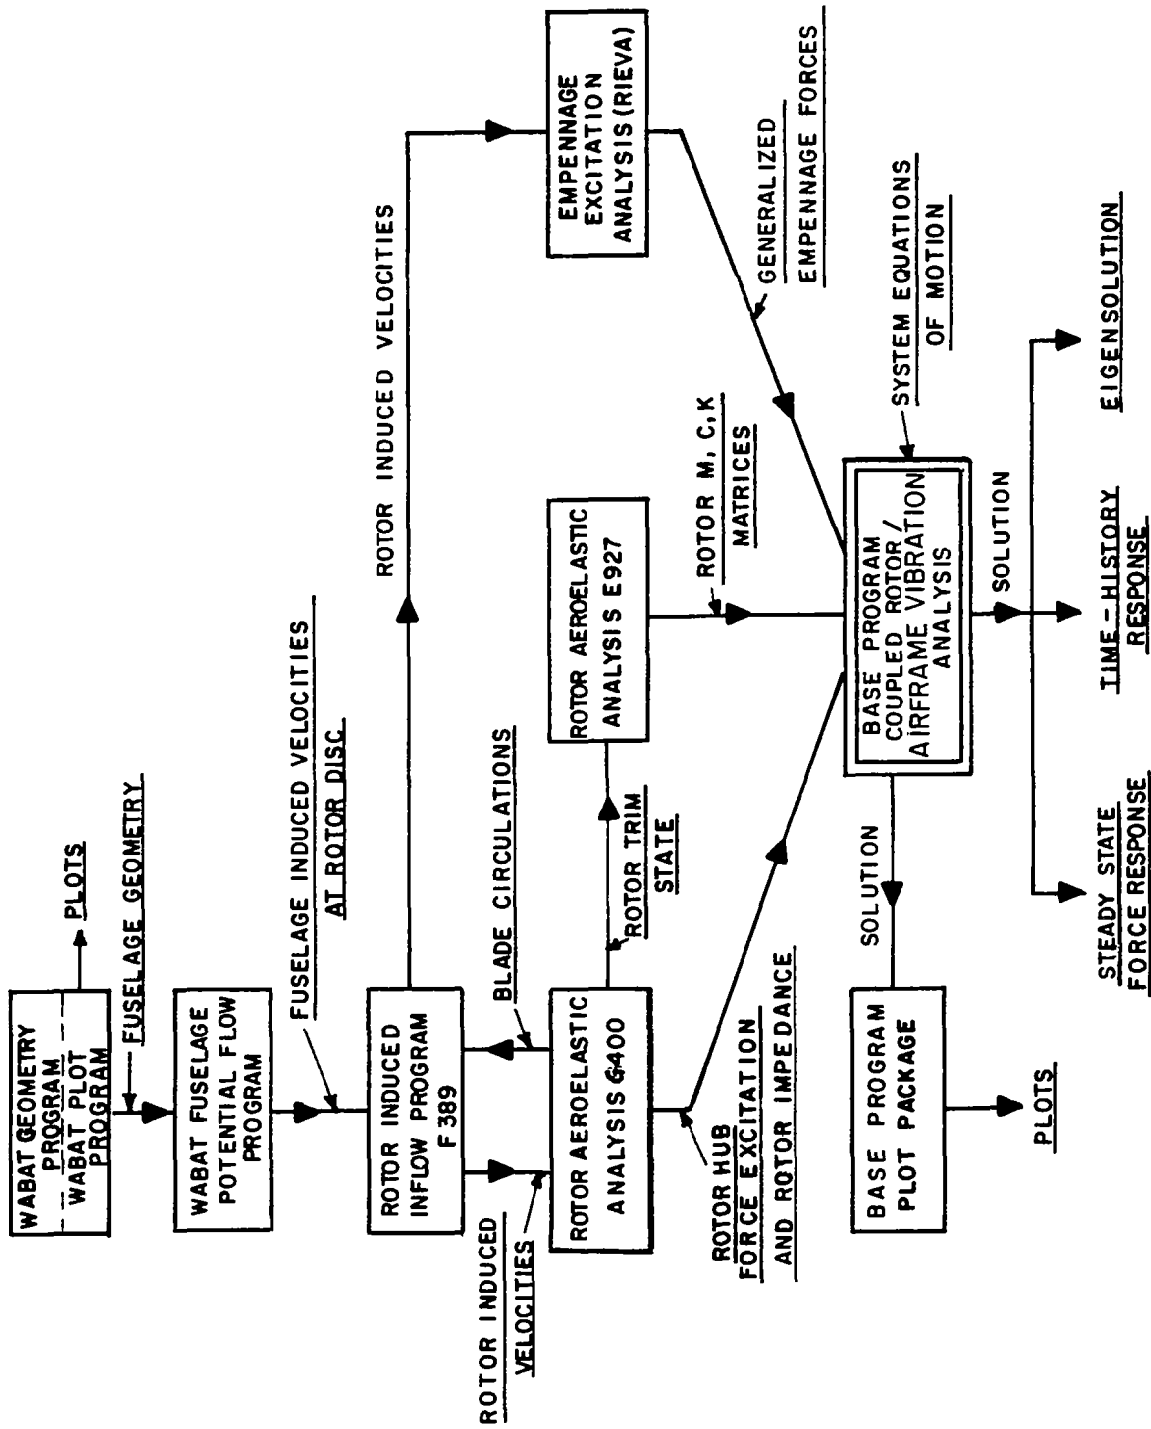 WABAT GEOMETRY
PROGRAM
WABAT PLOT
PROGRAM
PLOTS
FUSELAGE GEOMETRY
WABAT FUSELAGE
POTENTIAL FLOW
PROGRAM
FUSELAGE INDUCED VELOCITIES
AT ROTOR DISC
ROTOR INDUCED
INFLOW PROGRAM
F389
ROTOR INDUCED VELOCITIES
ROTOR INDUCED
VELOCITIES
BLADE CIRCULATIONS
ROTOR AEROELASTIC
ANALYSIS G400
ROTOR TRIM
STATE
ROTOR AEROELASTIC
ANALYSIS E927
EMPENNAGE
EXCITATION
ANALYSIS (RIEVA)
ROTOR HUB
FORCE EXCITATION
AND ROTOR IMPEDANCE
ROTOR M, C, K
MATRICES
GENERALIZED
EMPENNAGE FORCES
BASE PROGRAM
PLOT PACKAGE
SOLUTION
BASE PROGRAM
COUPLED ROTOR/
AIRFRAME VIBRATION
ANALYSIS
SYSTEM EQUATIONS
OF MOTION
PLOTS
SOLUTION
STEADY STATE
FORCE RESPONSE
TIME-HISTORY
RESPONSE
EIGENSOLUTION